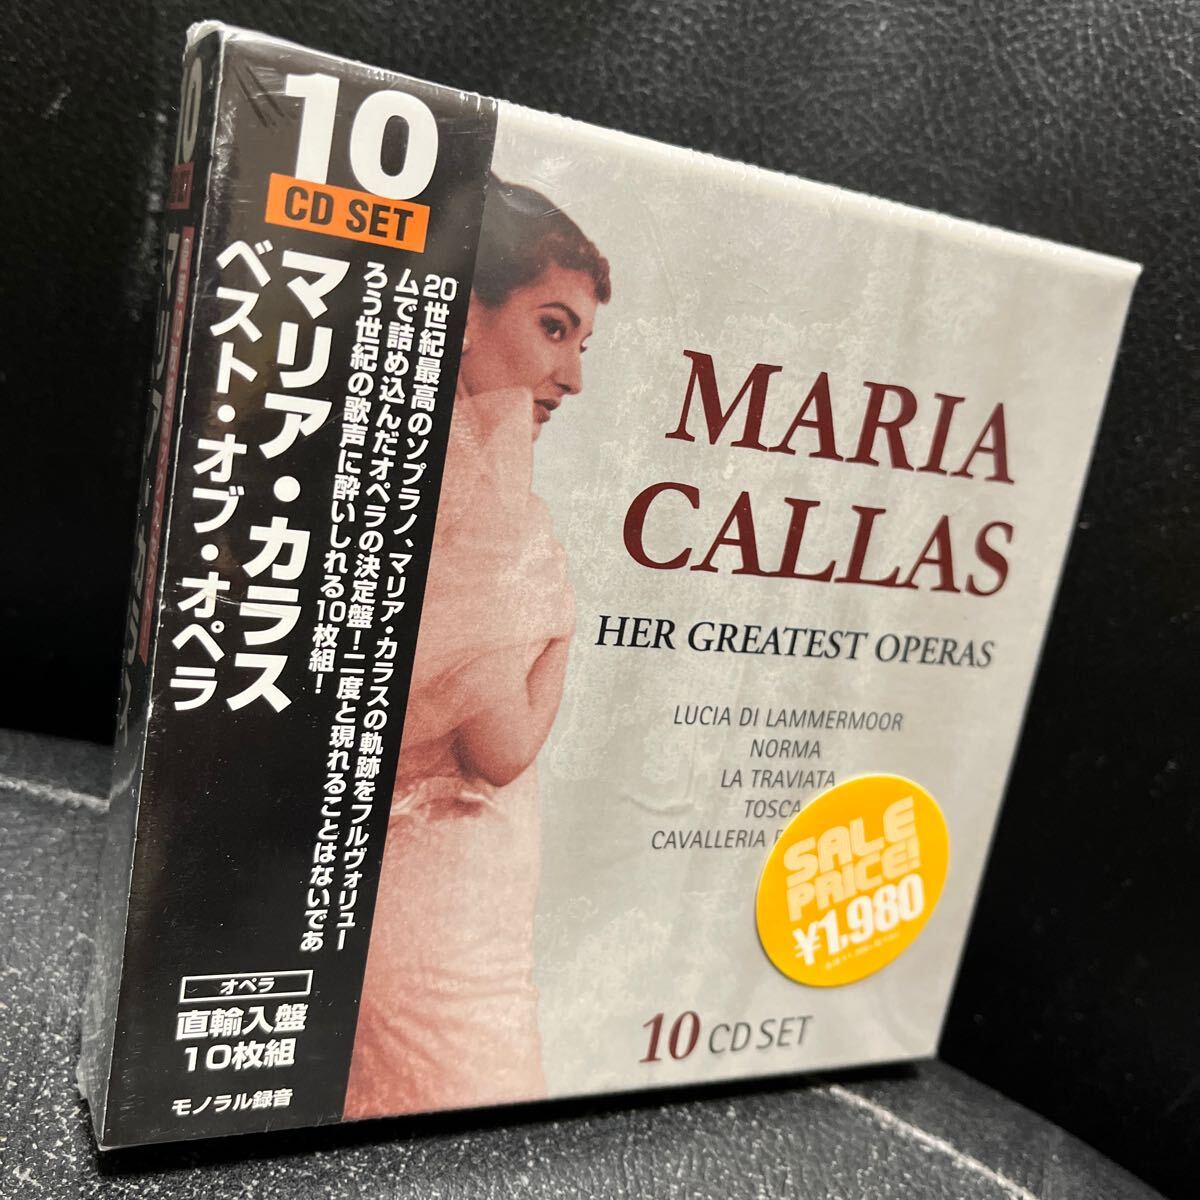 10
CD SET
マリア・カラス
ベスト・オブ・オペラ
20世紀最高のソプラノ、マリア・カラスの軌跡をフルヴォリュー
ムで詰め込んだオペラの決定盤！二度と現れることはないであ
ろう世紀の歌声に酔いしれる10枚組！
オペラ
直輸入盤
10枚組
モノラル録音
MARIA
CALLAS
HER GREATEST OPERAS
LUCIA DI LAMMERMOOR
NORMA
LA TRAVIATA
TOSCA
CAVALLERIA
SALE
PRICE!
¥1,980
10 CD SET